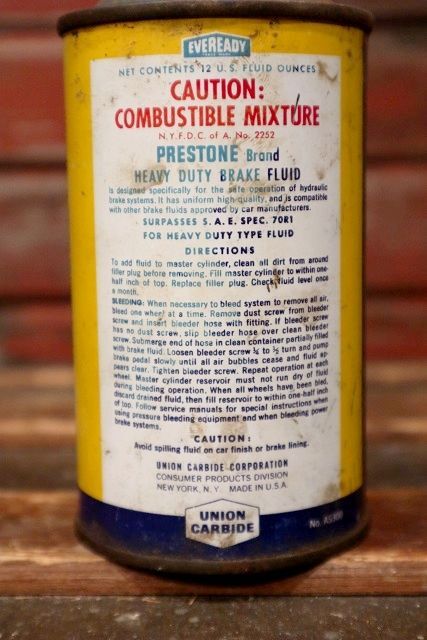 EVEREADY
TRADE-MARK
NET CONTENTS 12 U.S. FLUID OUNCES
CAUTION:
COMBUSTIBLE MIXTURE
N.Y.F.D.C. of A. No. 2252
PRESTONE Brand
HEAVY DUTY BRAKE FLUID
is designed specifically for the safe operation of hydraulic
brake systems. It has uniform high quality, and is compatible
with other brake fluids approved by car manufacturers.
SURPASSES S.A.E. SPEC. 70R1
FOR HEAVY DUTY TYPE FLUID
DIRECTIONS
To add fluid to master cylinder, clean all dirt from around
filler plug before removing. Fill master cylinder to within one-
half inch of top. Replace filler plug. Check fluid level once
a month.
BLEEDING: When necessary to bleed system to remove all air,
bleed one wheel at a time. Remove dust screw from bleeder
screw and insert bleeder hose with fitting. If bleeder screw
has no dust screw, slip bleeder hose over clean bleeder
screw. Submerge end of hose in clean container partially filled
with brake fluid. Loosen bleeder screw ¼ to ½ turn and pump
brake pedal slowly until all air bubbles cease and fluid ap-
pears clear. Tighten bleeder screw. Repeat operation at each
wheel. Master cylinder reservoir must not run dry of fluid
during bleeding operation. When all wheels have been bled,
discard drained fluid, then fill reservoir to within one-half inch
of top. Follow service manuals for special instructions when
using pressure bleeding equipment and when bleeding power
brake systems.
CAUTION:
Avoid spilling fluid on car finish or brake lining.
UNION CARBIDE CORPORATION
CONSUMER PRODUCTS DIVISION
NEW YORK, N.Y. MADE IN U.S.A.
UNION
CARBIDE
No.